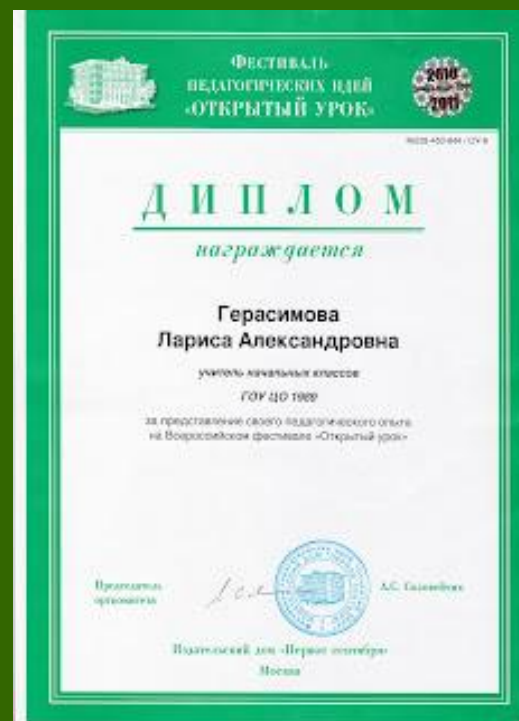 ФЕСТИВАЛЬ
ПЕДАГОГИЧЕСКИХ ИДЕЙ
«ОТКРЫТЫЙ УРОК»
2010
2011
ДИПЛОМ
награждается
Герасимова
Лариса Александровна
учитель начальных классов
ГОУ ЦО
за представление своего педагогического опыта
на Всероссийском фестивале «Открытый урок»
Председатель
оргкомитета
А.С. Соловейчик
Издательский дом «Первое сентября»
Москва